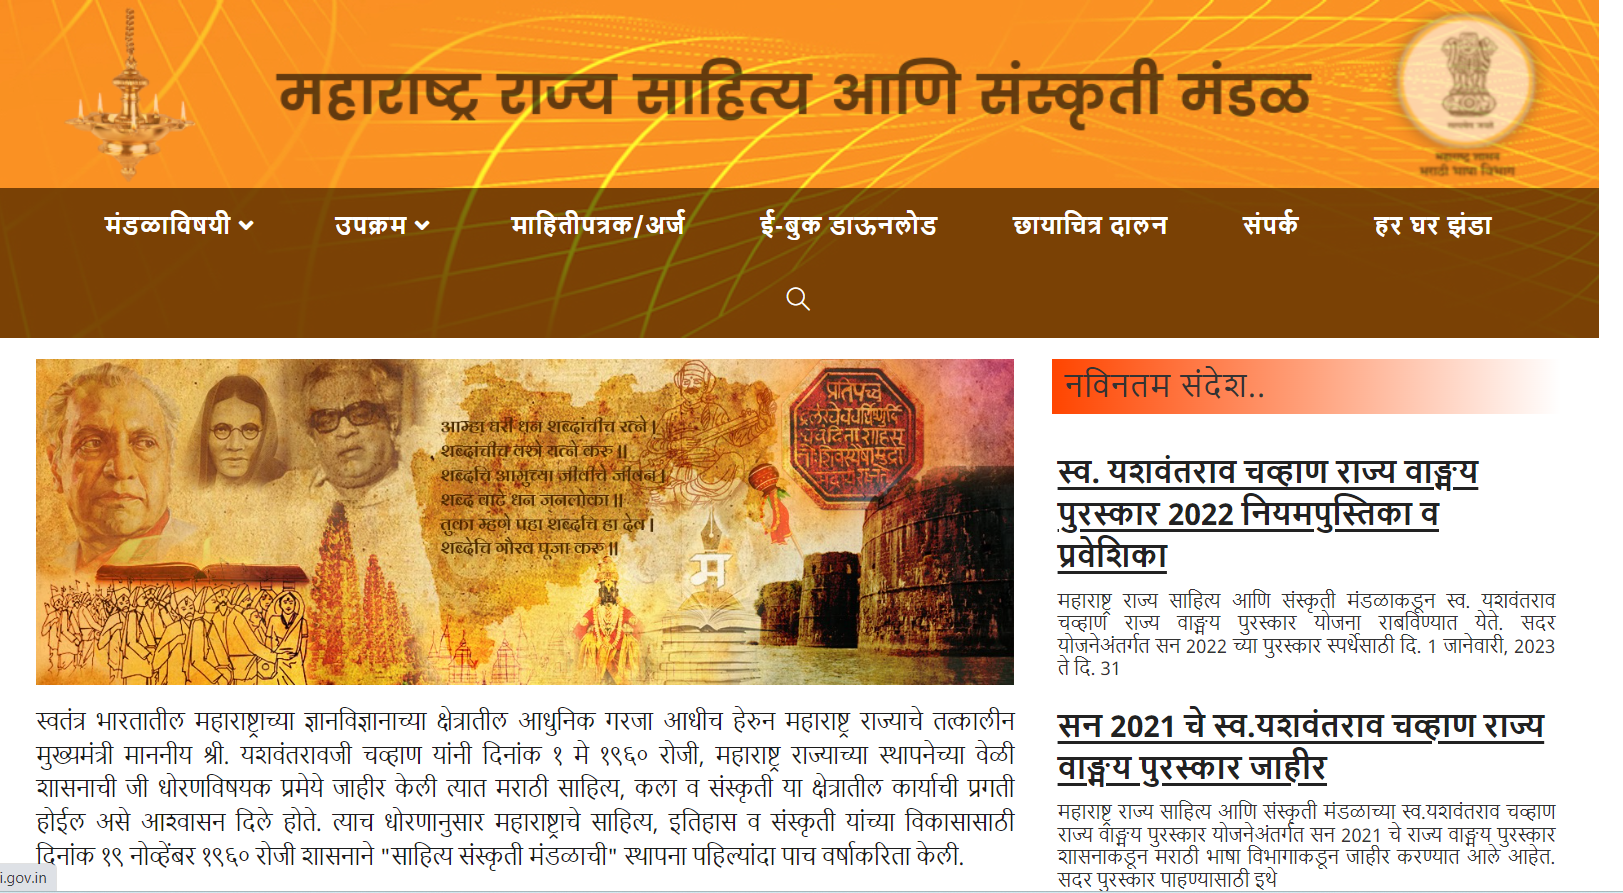 महाराष्ट्र राज्य साहित्य आणि संस्कृती मंडळ
महाराष्ट्र शासन
मराठी भाषा विभाग
मंडळाविषयी
उपक्रम
माहितीपत्रक/अर्ज
ई-बुक डाऊनलोड
छायाचित्र दालन
संपर्क
हर घर झेंडा
आम्हा घरी धन शब्दांचीच रत्ने।
शब्दांचीच शस्त्रे यत्ने करू॥
शब्दचि आमुच्या जीवाचे जीवन।
शब्द वाटे धन जनलोका॥
तुका म्हणे पहा शब्दचि हा देव।
शब्देचि गौरव पूजा करू॥
प्रतिपच्चं
म
स्वतंत्र भारतातील महाराष्ट्राच्या ज्ञानविज्ञानाच्या क्षेत्रातील आधुनिक गरजा आधीच हेरुन महाराष्ट्र राज्याचे तत्कालीन
मुख्यमंत्री माननीय श्री. यशवंतरावजी चव्हाण यांनी दिनांक १ मे १९६० रोजी, महाराष्ट्र राज्याच्या स्थापनेच्या वेळी
शासनाची जी धोरणविषयक प्रमेये जाहीर केली त्यात मराठी साहित्य, कला व संस्कृती या क्षेत्रातील कार्याची प्रगती
होईल असे आश्वासन दिले होते. त्याच धोरणानुसार महाराष्ट्राचे साहित्य, इतिहास व संस्कृती यांच्या विकासासाठी
दिनांक १९ नोव्हेंबर १९६० रोजी शासनाने "साहित्य संस्कृती मंडळाची" स्थापना पहिल्यांदा पाच वर्षाकरिता केली.
नविनतम संदेश..
स्व. यशवंतराव चव्हाण राज्य वाङ्मय
पुरस्कार 2022 नियमपुस्तिका व
प्रवेशिका
महाराष्ट्र राज्य साहित्य आणि संस्कृती मंडळाकडून स्व. यशवंतराव
चव्हाण राज्य वाङ्मय पुरस्कार योजना राबविण्यात येते. सदर
योजनेअंतर्गत सन 2022 च्या पुरस्कार स्पर्धेसाठी दि. 1 जानेवारी, 2023
ते दि. 31
सन 2021 चे स्व.यशवंतराव चव्हाण राज्य
वाङ्मय पुरस्कार जाहीर
महाराष्ट्र राज्य साहित्य आणि संस्कृती मंडळाच्या स्व.यशवंतराव चव्हाण
राज्य वाङ्मय पुरस्कार योजनेअंतर्गत सन 2021 चे राज्य वाङ्मय पुरस्कार
शासनाकडून मराठी भाषा विभागाकडून जाहीर करण्यात आले आहेत.
सदर पुरस्कार पाहण्यासाठी इथे
i.gov.in